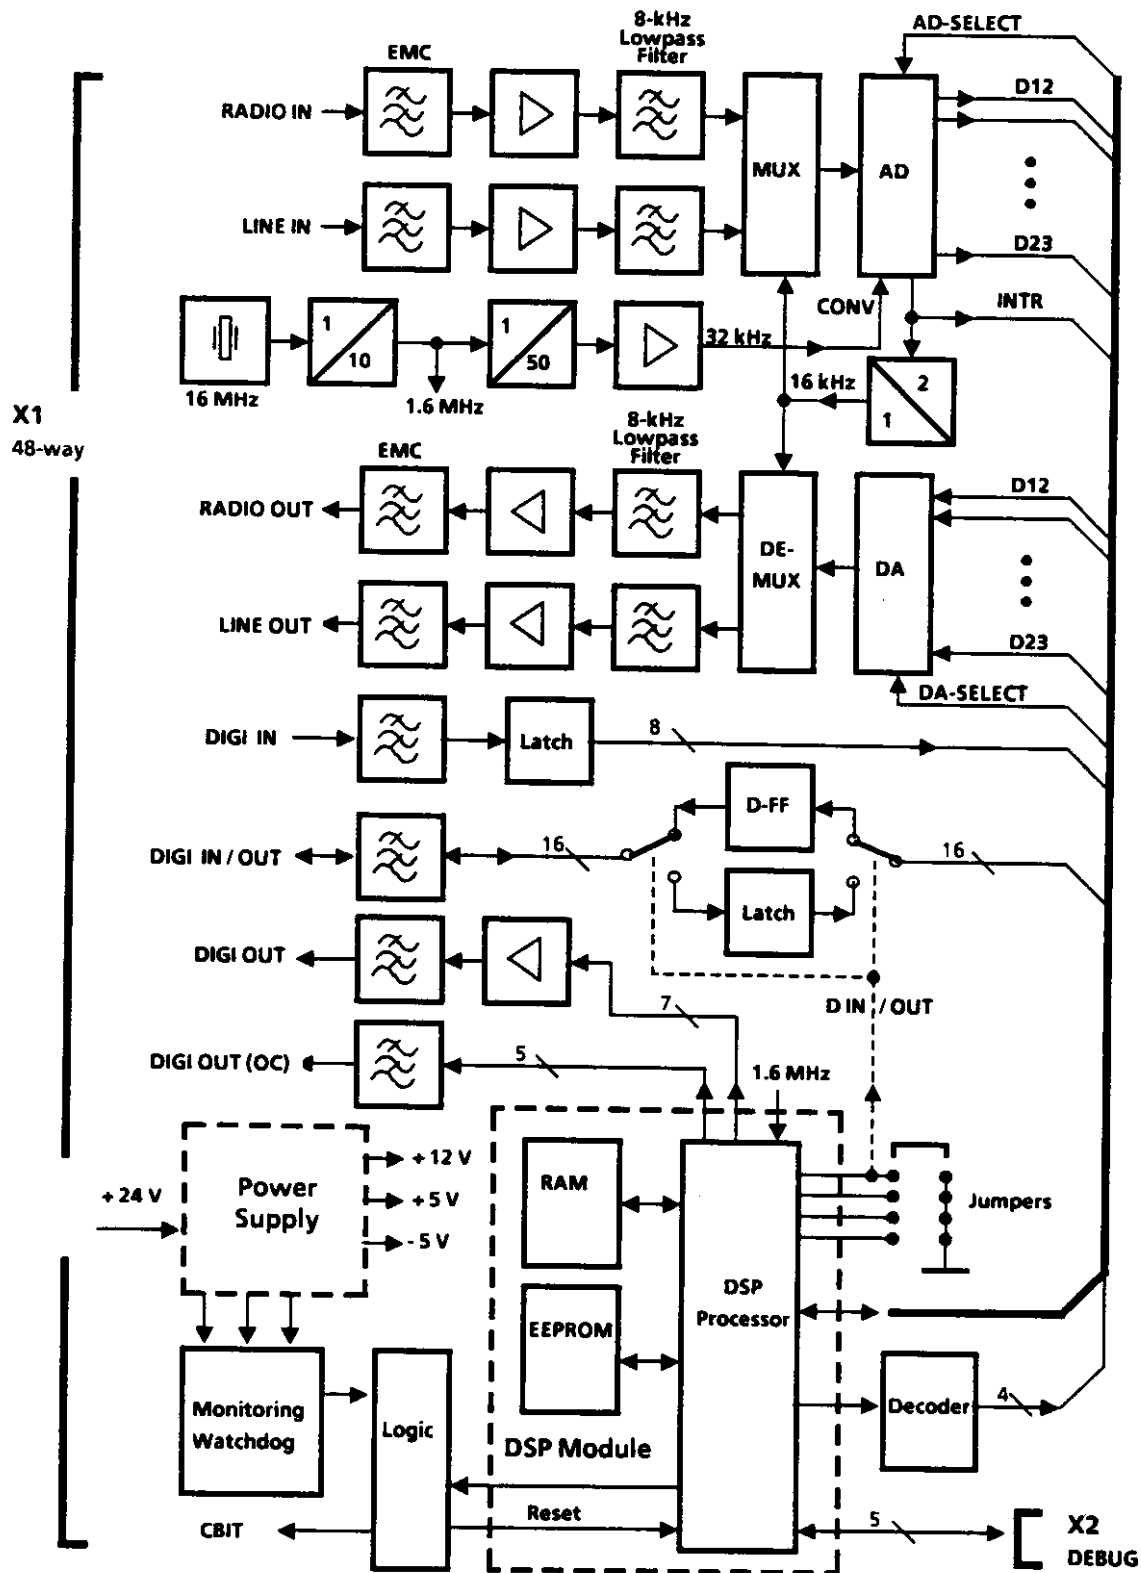 8-kHz
Lowpass
Filter
AD-SELECT
EMC
RADIO IN
MUX
AD
D12
LINE IN
D23
CONV
INTR
1
10
1
50
32 kHz
16 kHz
2
1
16 MHz
1.6 MHz
X1
48-way
8-kHz
Lowpass
Filter
EMC
RADIO OUT
DE-
MUX
DA
D12
LINE OUT
D23
DA-SELECT
DIGI IN
Latch
8
D-FF
DIGI IN / OUT
16
16
Latch
DIGI OUT
7
D IN / OUT
DIGI OUT (OC)
5
1.6 MHz
+ 24 V
Power
Supply
+ 12 V
+ 5 V
- 5 V
RAM
Jumpers
DSP
Processor
EEPROM
Monitoring
Watchdog
Logic
Decoder
4
DSP Module
Reset
CBIT
5
X2
DEBUG